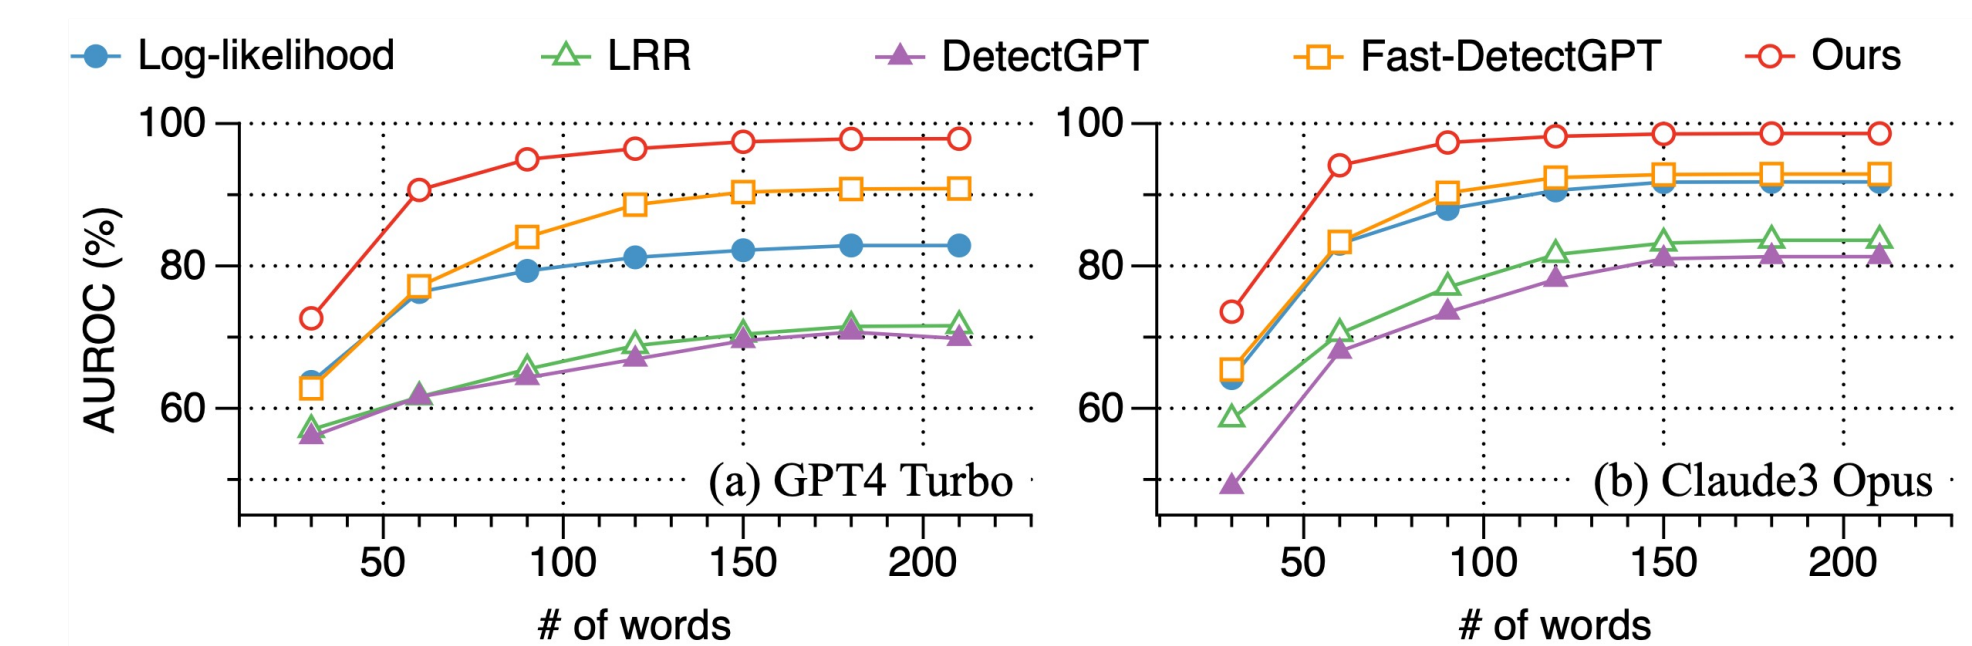 Log-likelihood LRR DetectGPT Fast-DetectGPT Ours
100
80
60
AUROC (%)
(a) GPT4 Turbo
50 100 150 200
# of words
100
80
60
(b) Claude3 Opus
50 100 150 200
# of words